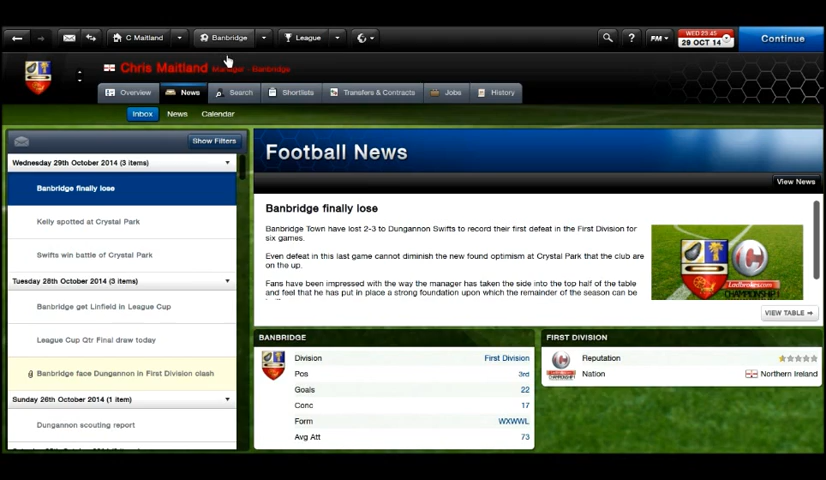 C Maitland
Banbridge
League
?
FM
WED 23:45
29 OCT 14
Continue
Chris Maitland Manager - Banbridge
Overview
News
Search
Shortlists
Transfers & Contracts
Jobs
History
Inbox
News
Calendar
Show Filters
Wednesday 29th October 2014 (3 items)
Banbridge finally lose
Kelly spotted at Crystal Park
Swifts win battle of Crystal Park
Tuesday 28th October 2014 (3 items)
Banbridge get Linfield in League Cup
League Cup Qtr Final draw today
Banbridge face Dungannon in First Division clash
Sunday 26th October 2014 (1 item)
Dungannon scouting report
Football News
View News
Banbridge finally lose
Banbridge Town have lost 2-3 to Dungannon Swifts to record their first defeat in the First Division for
six games.
Even defeat in this last game cannot diminish the new found optimism at Crystal Park that the club are
on the up.
Fans have been impressed with the way the manager has taken the side into the top half of the table
and feel that he has put in place a strong foundation upon which the remainder of the season can be
Ladbrokes.com
CHAMPIONSHIP
VIEW TABLE
BANBRIDGE
Division First Division
Pos 3rd
Goals 22
Conc 17
Form WXWWL
Avg Att 73
FIRST DIVISION
Reputation
Nation Northern Ireland